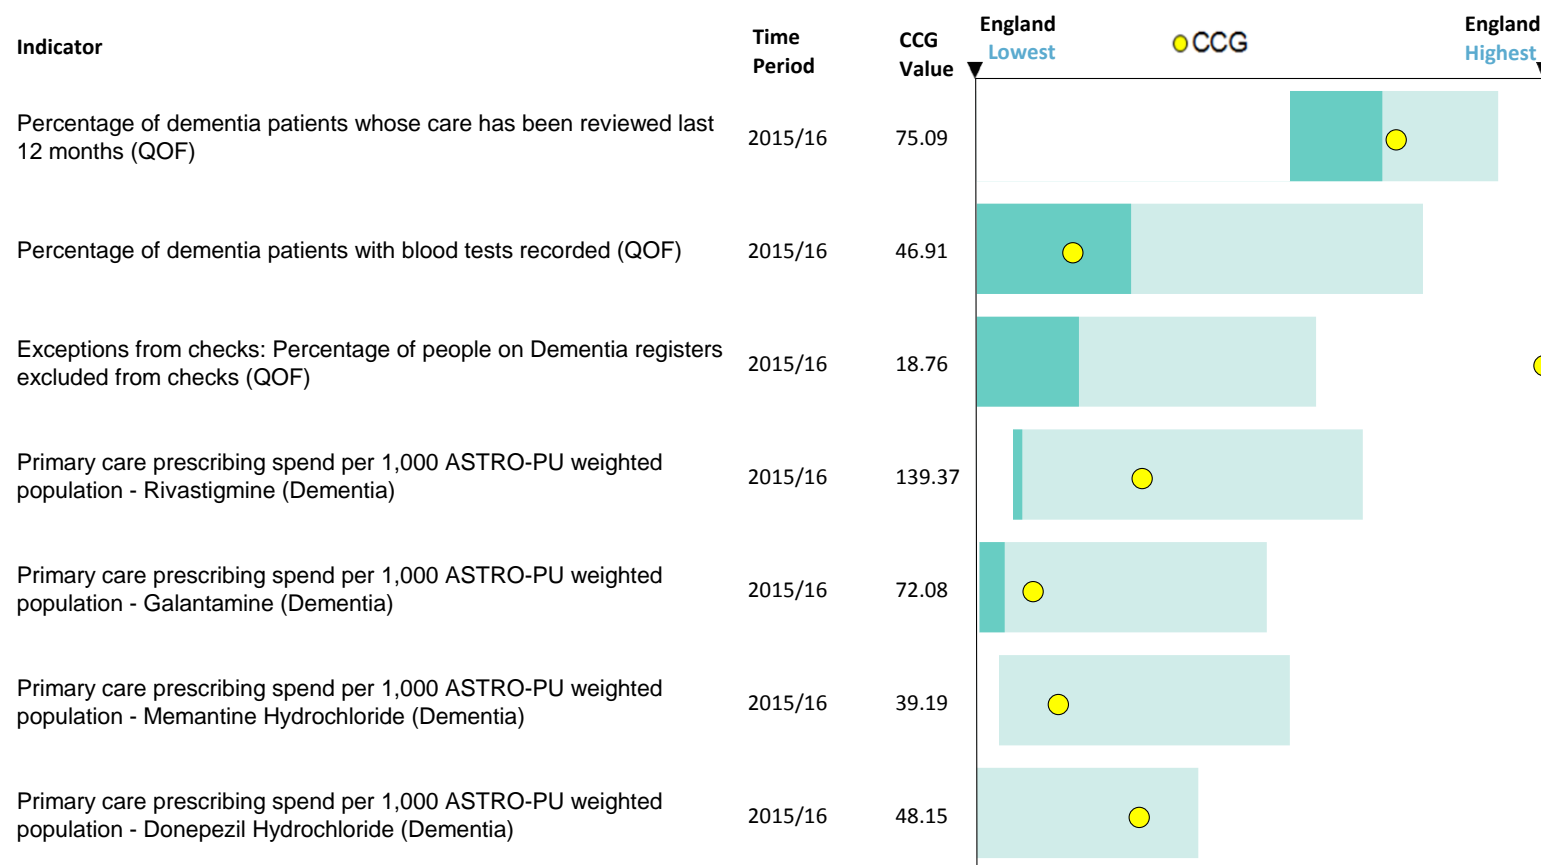 Indicator
Time
Period
CCG
Value
England
Lowest
CCG
England
Highest
Percentage of dementia patients whose care has been reviewed last
12 months (QOF)
2015/16
75.09
Percentage of dementia patients with blood tests recorded (QOF)
2015/16
46.91
Exceptions from checks: Percentage of people on Dementia registers
excluded from checks (QOF)
2015/16
18.76
Primary care prescribing spend per 1,000 ASTRO-PU weighted
population - Rivastigmine (Dementia)
2015/16
139.37
Primary care prescribing spend per 1,000 ASTRO-PU weighted
population - Galantamine (Dementia)
2015/16
72.08
Primary care prescribing spend per 1,000 ASTRO-PU weighted
population - Memantine Hydrochloride (Dementia)
2015/16
39.19
Primary care prescribing spend per 1,000 ASTRO-PU weighted
population - Donepezil Hydrochloride (Dementia)
2015/16
48.15